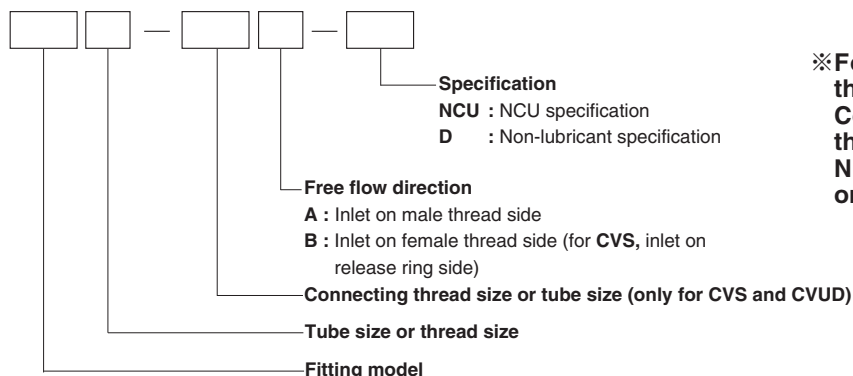 Specification
NCU : NCU specification
D : Non-lubricant specification
Free flow direction
A : Inlet on male thread side
B : Inlet on female thread side (for CVS, inlet on
release ring side)
Connecting thread size or tube size (only for CVS and CVUD)
Tube size or thread size
Fitting model
※